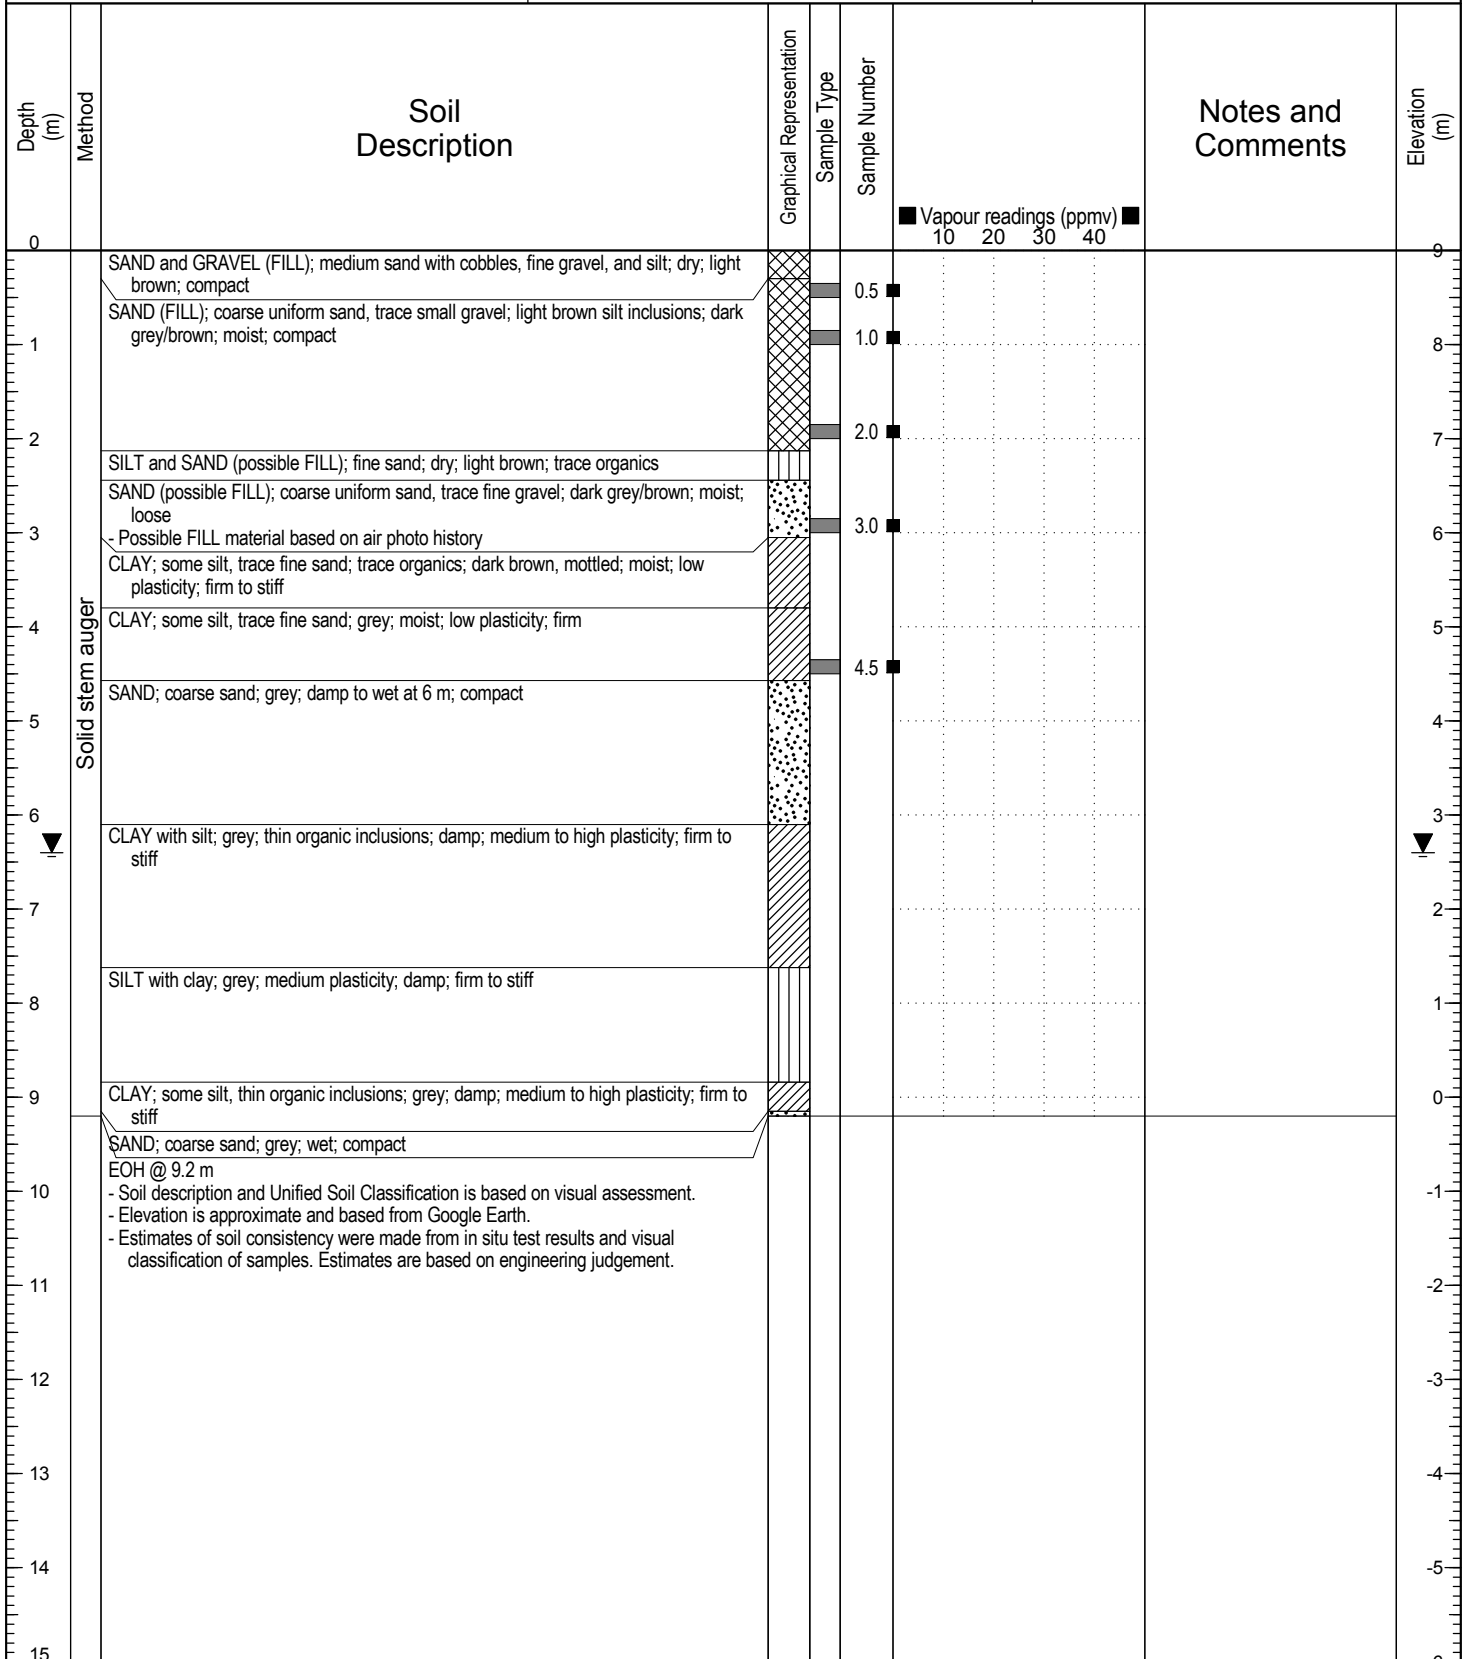 Depth
(m)
Method
Soil
Description
Graphical Representation
Sample Type
Sample Number
Vapour readings (ppmv)
10 20 30 40
Notes and
Comments
Elevation
(m)
0
9
SAND and GRAVEL (FILL); medium sand with cobbles, fine gravel, and silt; dry; light
brown; compact
0.5
SAND (FILL); coarse uniform sand, trace small gravel; light brown silt inclusions; dark
grey/brown; moist; compact
1
1.0
8
2
2.0
7
SILT and SAND (possible FILL); fine sand; dry; light brown; trace organics
SAND (possible FILL); coarse uniform sand, trace fine gravel; dark grey/brown; moist;
loose
3
- Possible FILL material based on air photo history
3.0
6
CLAY; some silt, trace fine sand; trace organics; dark brown, mottled; moist; low
plasticity; firm to stiff
4
CLAY; some silt, trace fine sand; grey; moist; low plasticity; firm
5
4.5
Solid stem auger
SAND; coarse sand; grey; damp to wet at 6 m; compact
5
4
6
3
CLAY with silt; grey; thin organic inclusions; damp; medium to high plasticity; firm to
stiff
7
2
SILT with clay; grey; medium plasticity; damp; firm to stiff
8
1
9
CLAY; some silt, thin organic inclusions; grey; damp; medium to high plasticity; firm to
stiff
0
SAND; coarse sand; grey; wet; compact
EOH @ 9.2 m
10
- Soil description and Unified Soil Classification is based on visual assessment.
-1
- Elevation is approximate and based from Google Earth.
- Estimates of soil consistency were made from in situ test results and visual
classification of samples. Estimates are based on engineering judgement.
11
-2
12
-3
13
-4
14
-5
15